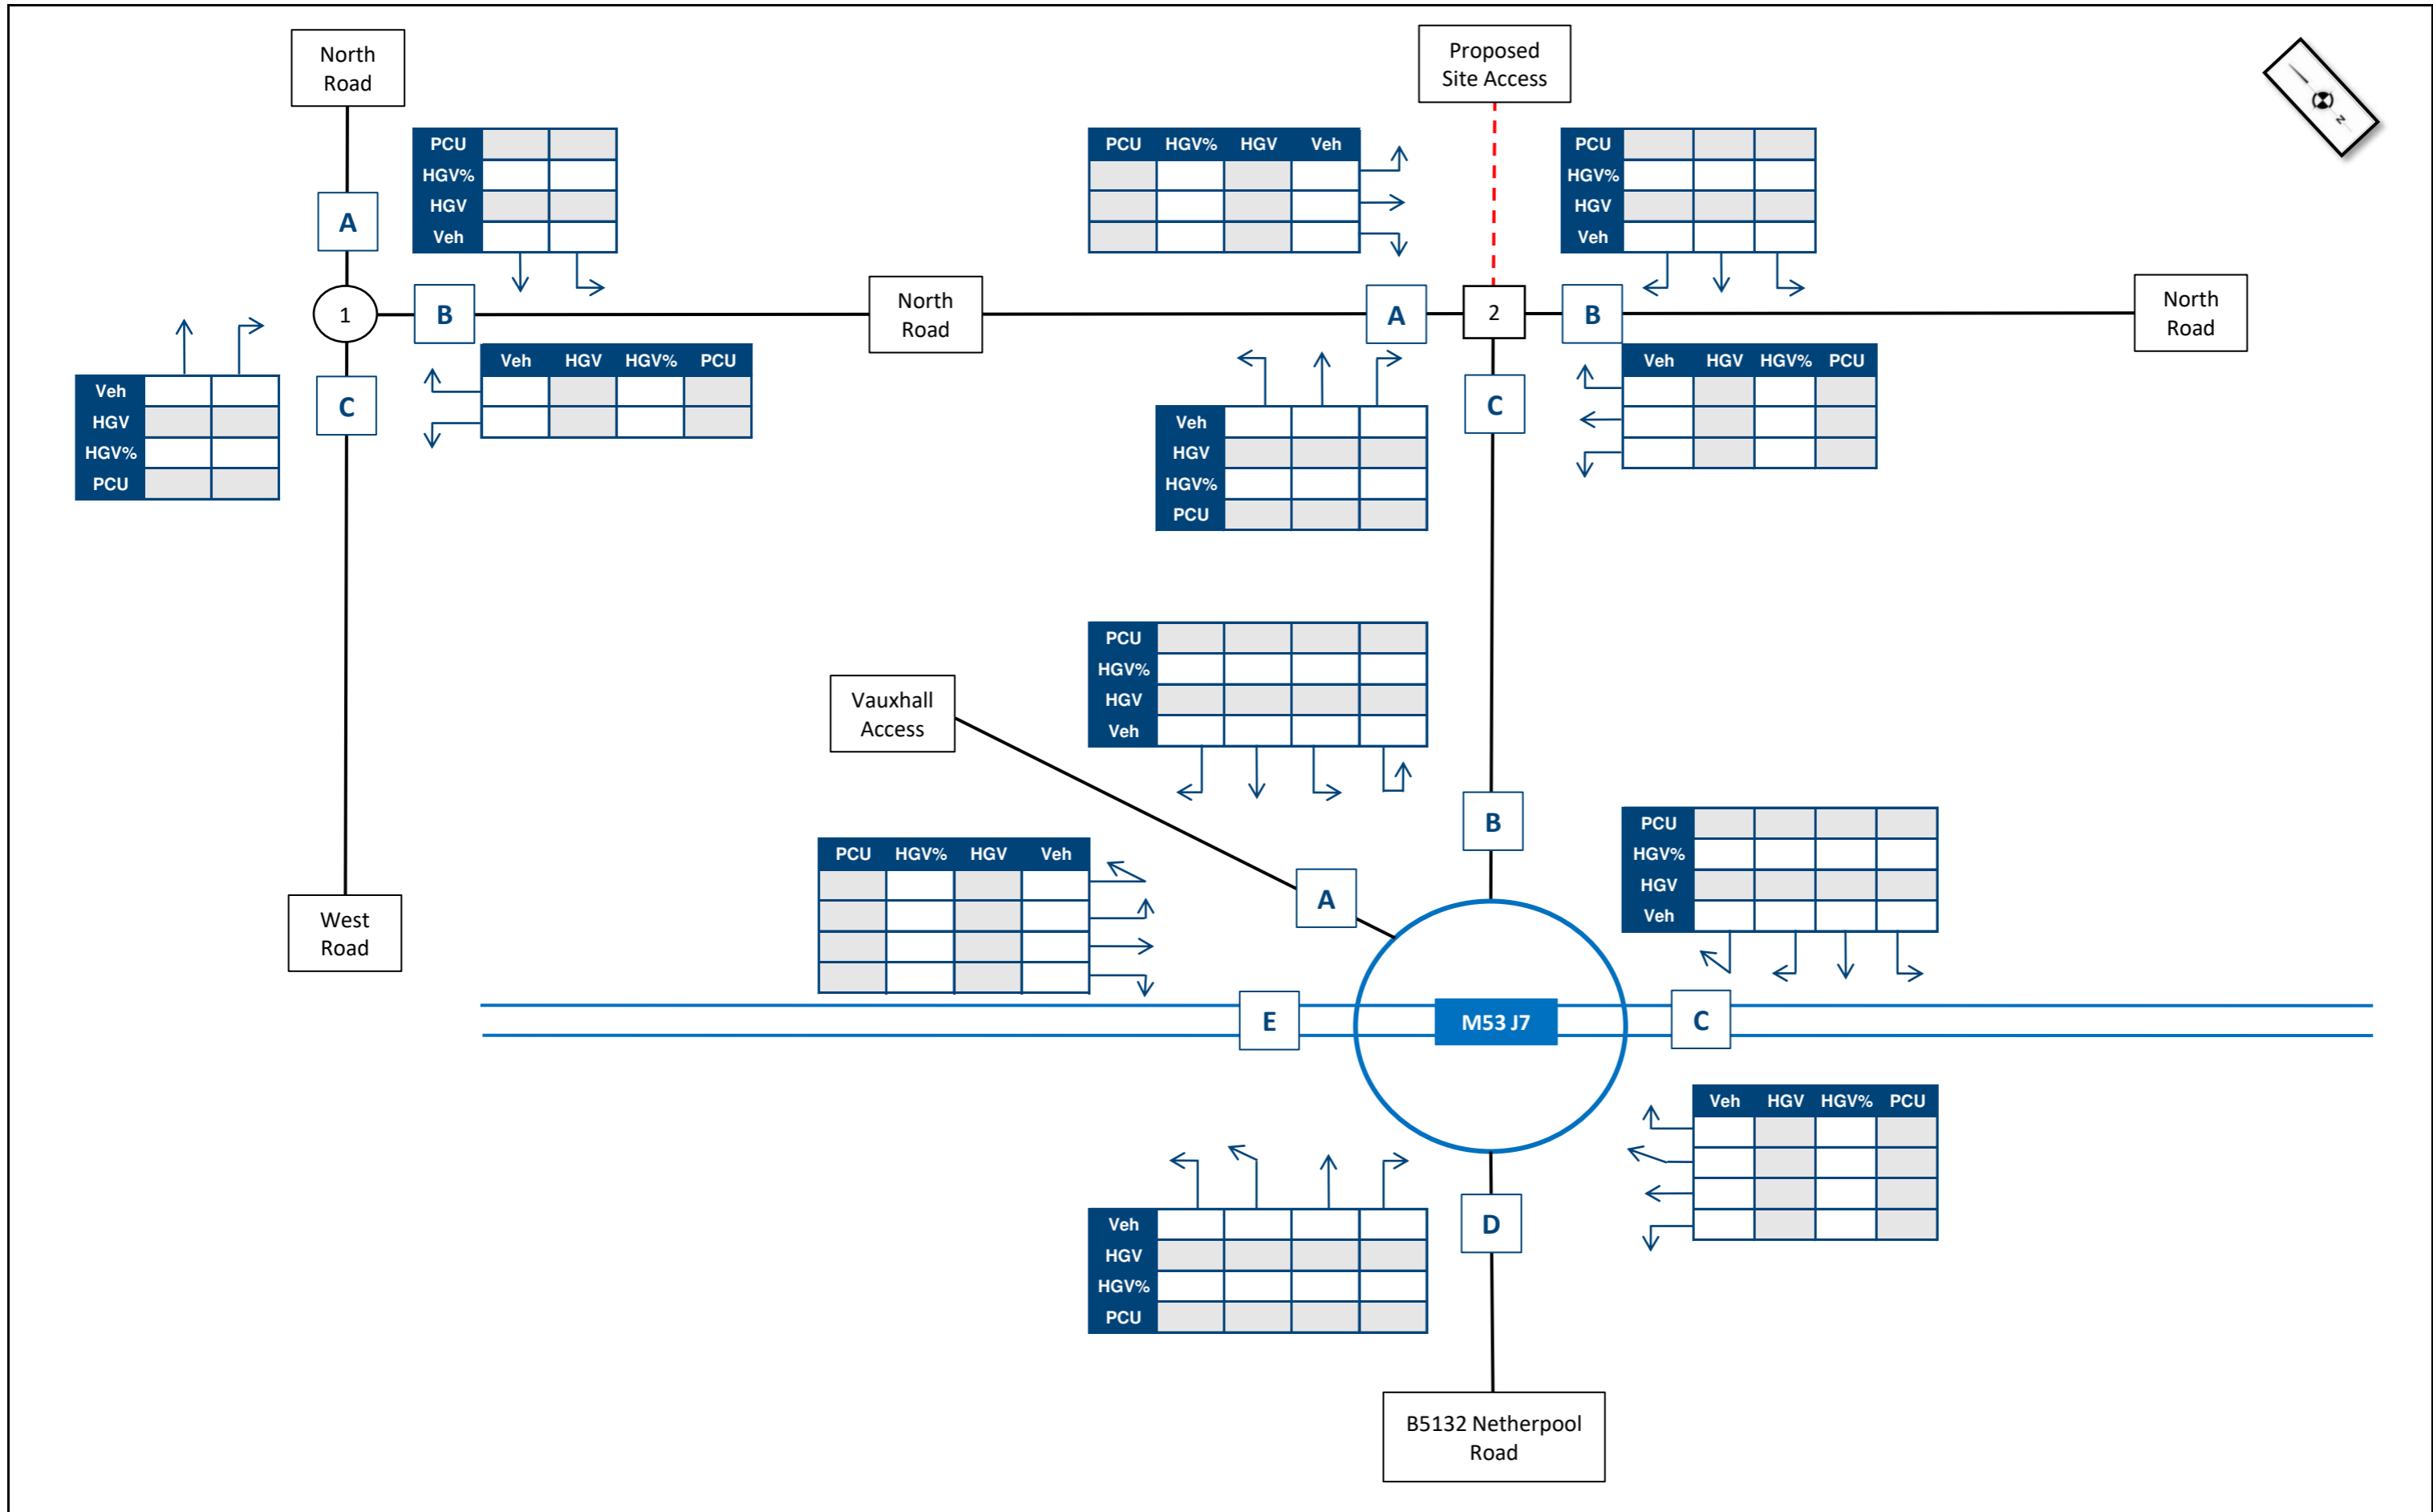 North
Road
Proposed
Site Access
N
PCU
HGV%
HGV
Veh
PCU HGV% HGV Veh
PCU
HGV%
HGV
Veh
A
1
B
North
Road
A
2
B
North
Road
Veh
HGV
HGV%
PCU
C
Veh HGV HGV% PCU
C
Veh HGV HGV% PCU
Veh
HGV
HGV%
PCU
PCU
HGV%
HGV
Veh
Vauxhall
Access
B
PCU
HGV%
HGV
Veh
PCU HGV% HGV Veh
A
West
Road
E
M53 J7
C
Veh HGV HGV% PCU
Veh
HGV
HGV%
PCU
D
B5132 Netherpool
Road